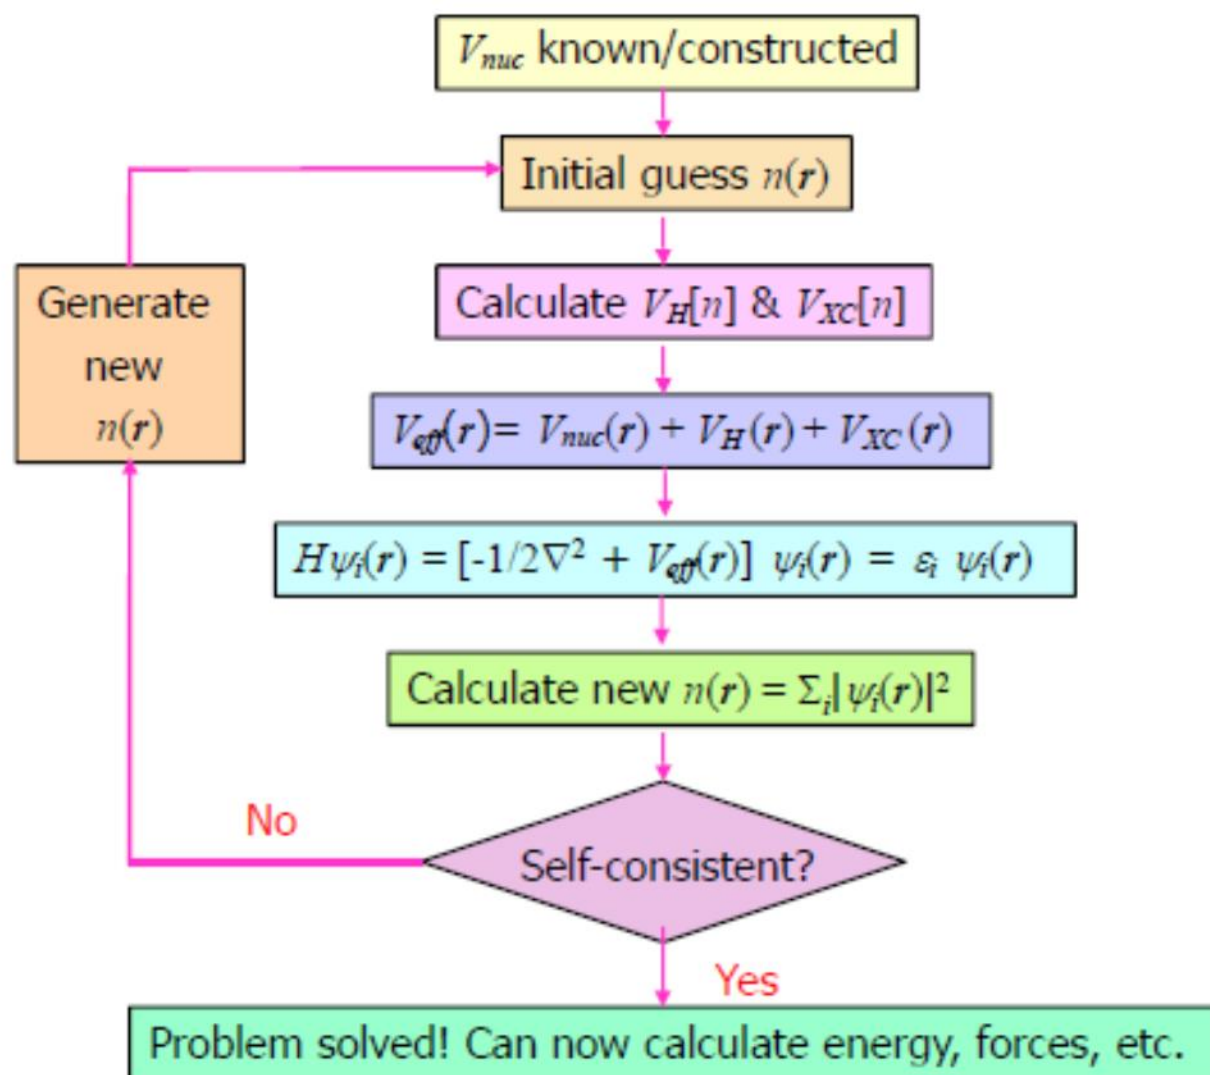 V_nuc known/constructed
Initial guess n(r)
Generate
new
n(r)
Calculate V_H[n] & V_XC[n]
V_eff(r)= V_nuc(r) + V_H(r) + V_XC(r)
Hψ_i(r) = [-1/2∇² + V_eff(r)] ψ_i(r) = ε_i ψ_i(r)
Calculate new n(r) = Σ_i|ψ_i(r)|²
No
Self-consistent?
Yes
Problem solved! Can now calculate energy, forces, etc.